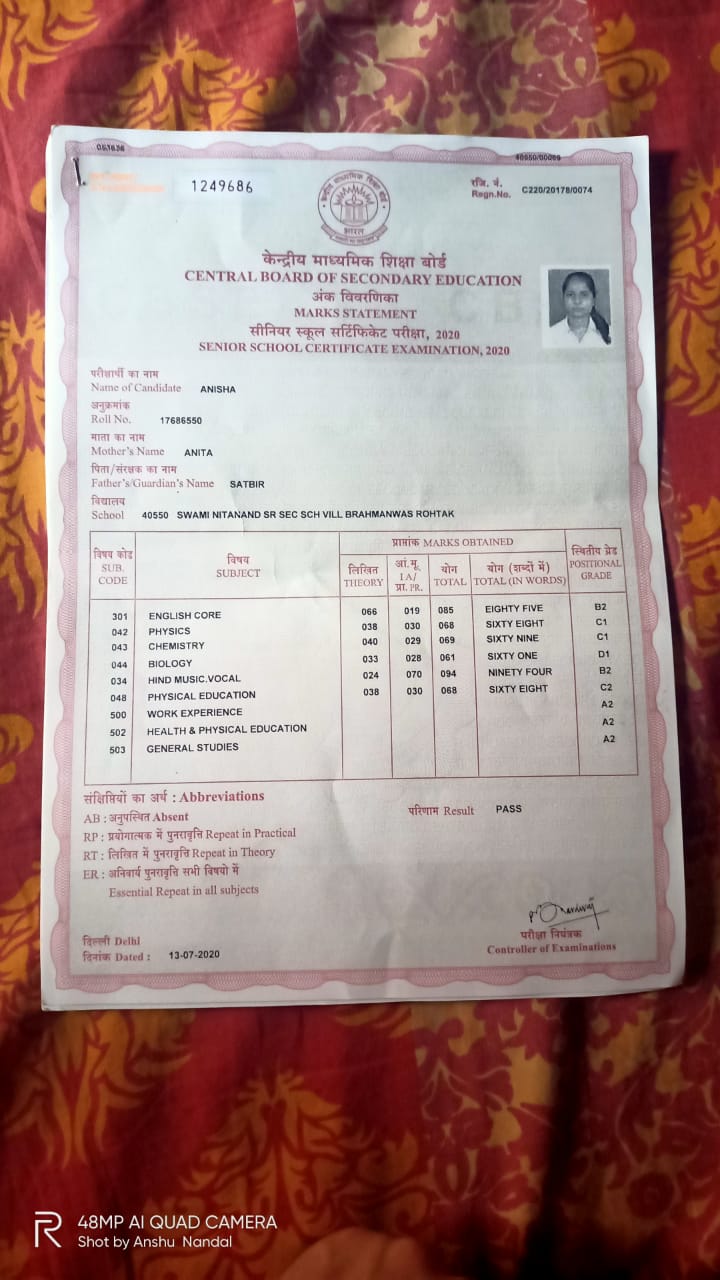 1249686
रजि. नं.
Regn.No. C220/20178/0074
भारत
केन्द्रीय माध्यमिक शिक्षा बोर्ड
CENTRAL BOARD OF SECONDARY EDUCATION
अंक विवरणिका
MARKS STATEMENT
सीनियर स्कूल सर्टिफिकेट परीक्षा, 2020
SENIOR SCHOOL CERTIFICATE EXAMINATION, 2020
परीक्षार्थी का नाम
Name of Candidate ANISHA
अनुक्रमांक
Roll No. 17686550
माता का नाम
Mother's Name ANITA
पिता/संरक्षक का नाम
Father's/Guardian's Name SATBIR
विद्यालय
School 40550 SWAMI NITANAND SR SEC SCH VILL BRAHMANWAS ROHTAK
विषय कोड SUB. CODE विषय SUBJECT प्राप्तांक MARKS OBTAINED स्थितीय ग्रेड POSITIONAL GRADE
लिखित THEORY आं.मू. IA/ प्रा. PR. योग TOTAL योग (शब्दों में) TOTAL (IN WORDS)
301 ENGLISH CORE 066 019 085 EIGHTY FIVE B2
042 PHYSICS 038 030 068 SIXTY EIGHT C1
043 CHEMISTRY 040 029 069 SIXTY NINE C1
044 BIOLOGY 033 028 061 SIXTY ONE D1
034 HIND MUSIC.VOCAL 024 070 094 NINETY FOUR B2
048 PHYSICAL EDUCATION 038 030 068 SIXTY EIGHT C2
500 WORK EXPERIENCE A2
502 HEALTH & PHYSICAL EDUCATION A2
503 GENERAL STUDIES A2
संक्षिप्तियों का अर्थ : Abbreviations
AB : अनुपस्थित Absent परिणाम Result PASS
RP : प्रयोगात्मक में पुनरावृत्ति Repeat in Practical
RT : लिखित में पुनरावृत्ति Repeat in Theory
ER : अनिवार्य पुनरावृत्ति सभी विषयो में
Essential Repeat in all subjects
दिल्ली Delhi परीक्षा नियंत्रक
दिनांक Dated : 13-07-2020 Controller of Examinations
48MP AI QUAD CAMERA
Shot by Anshu Nandal